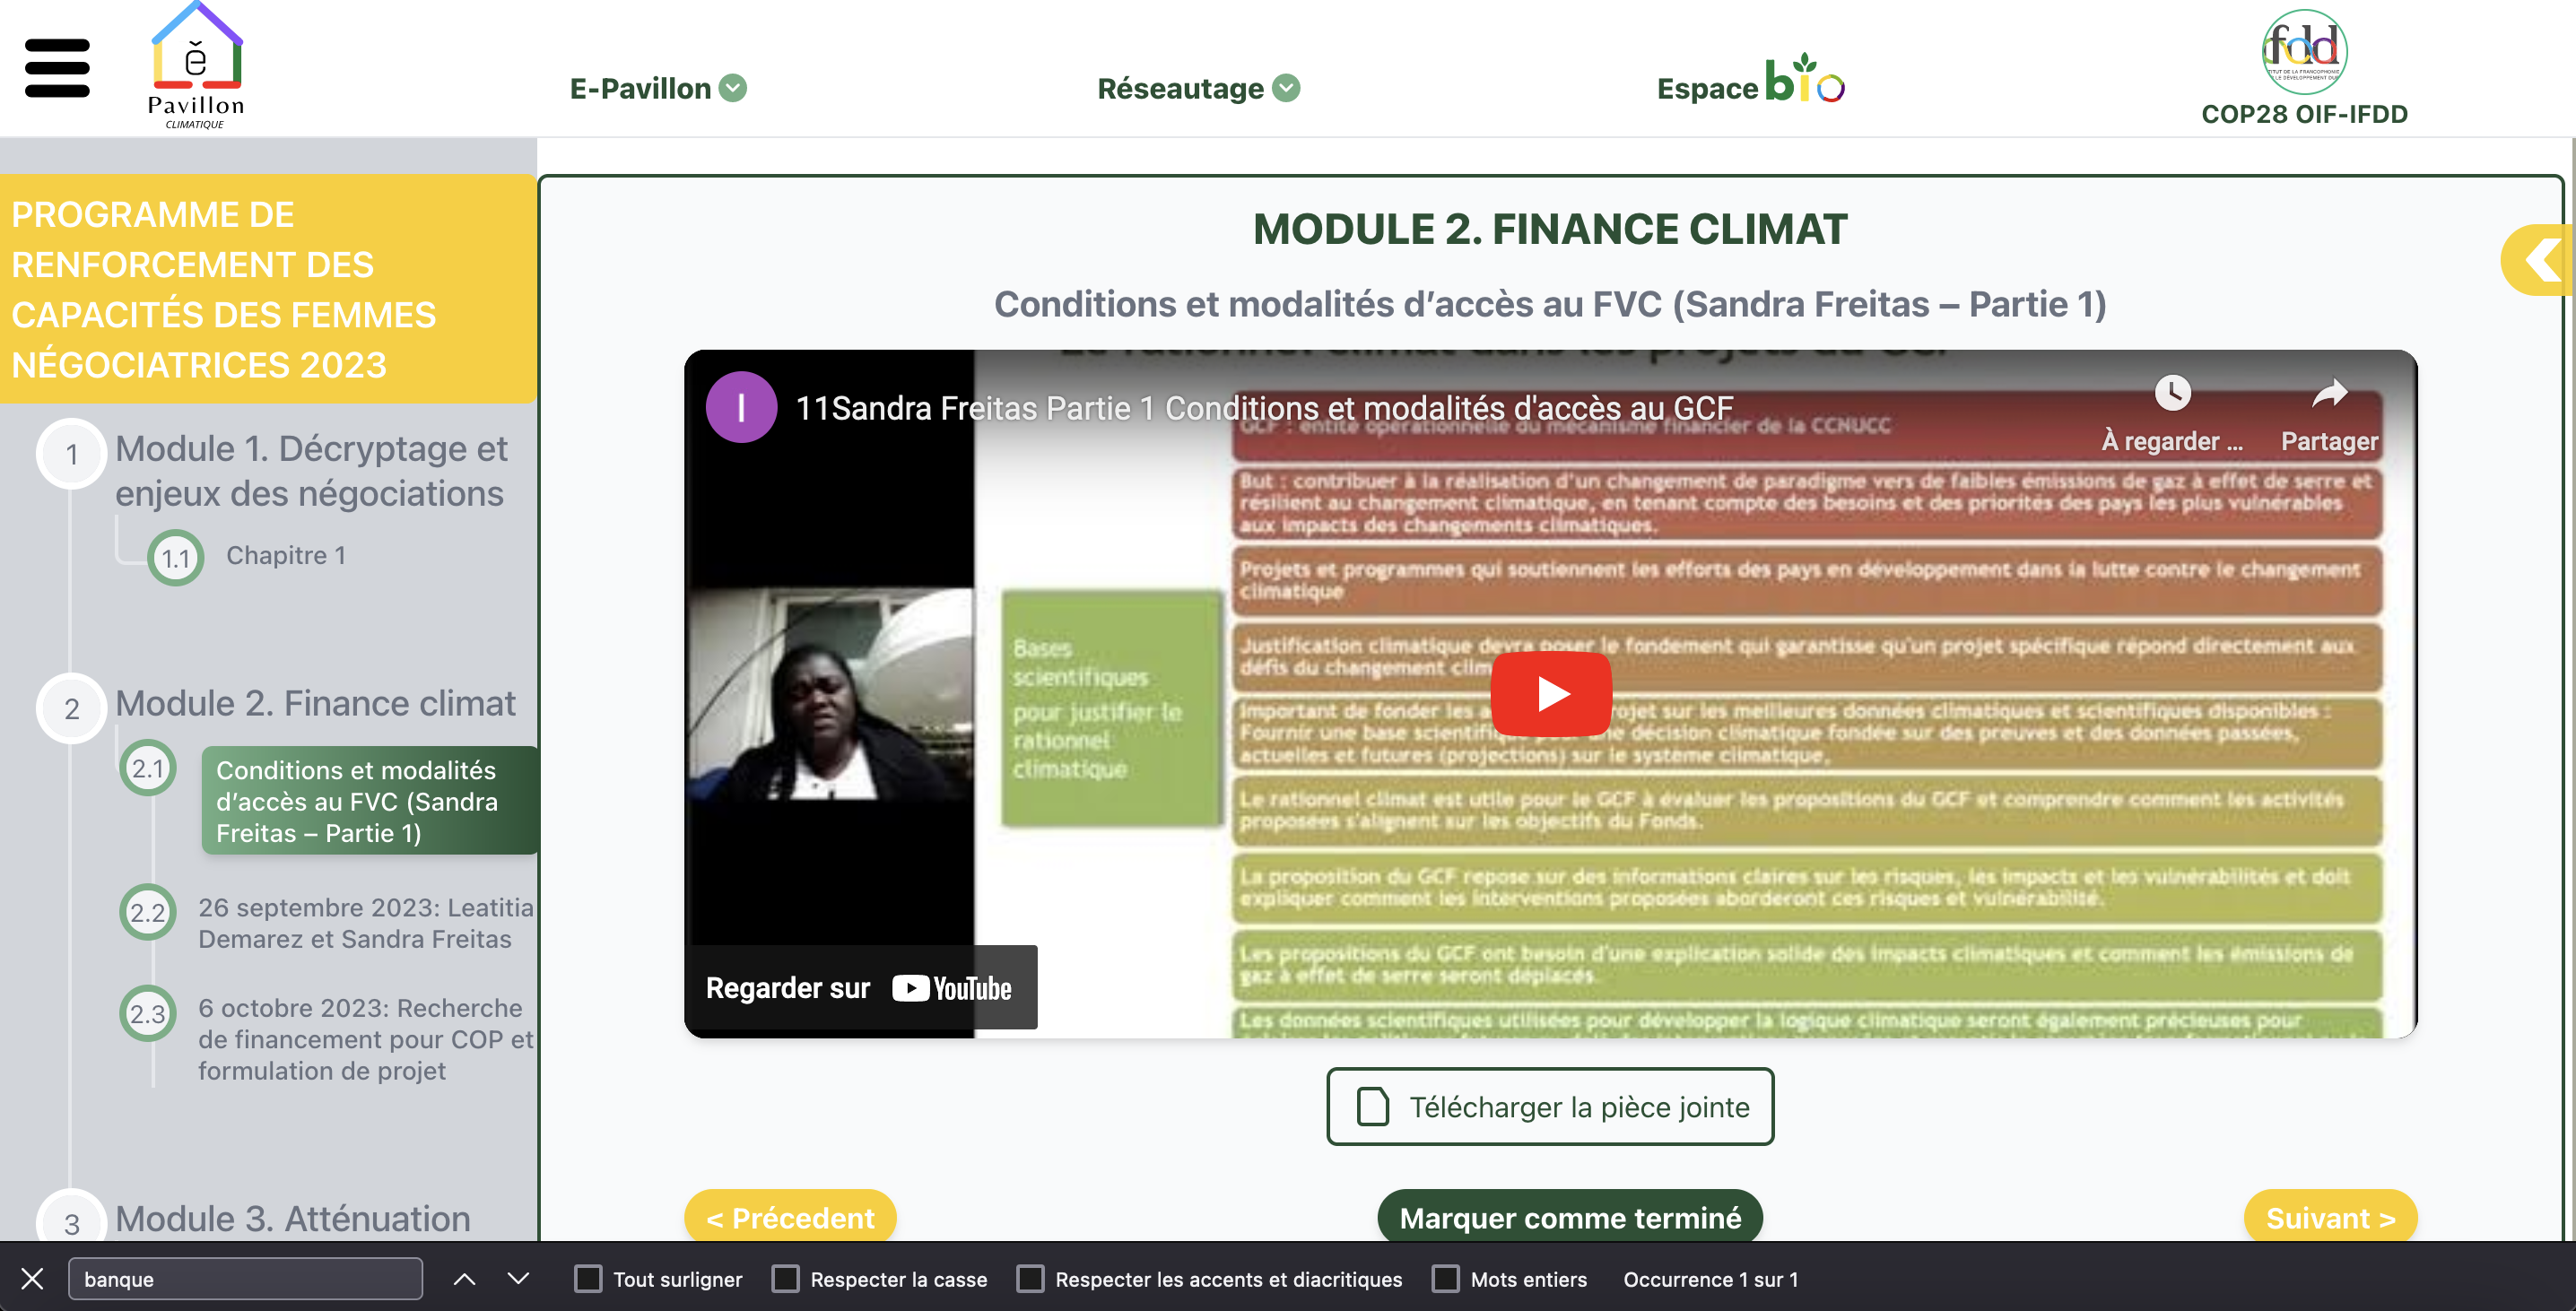 ĕ
Pavillon
CLIMATIQUE
E-Pavillon
Réseautage
Espace bio
fdd
COP28 OIF-IFDD
PROGRAMME DE
RENFORCEMENT DES
CAPACITÉS DES FEMMES
NÉGOCIATRICES 2023
1
Module 1. Décryptage et
enjeux des négociations
1.1
Chapitre 1
2
Module 2. Finance climat
2.1
Conditions et modalités
d’accès au FVC (Sandra
Freitas – Partie 1)
2.2
26 septembre 2023: Leatitia
Demarez et Sandra Freitas
2.3
6 octobre 2023: Recherche
de financement pour COP et
formulation de projet
3
Module 3. Atténuation
MODULE 2. FINANCE CLIMAT
Conditions et modalités d’accès au FVC (Sandra Freitas – Partie 1)
I
11Sandra Freitas Partie 1 Conditions et modalités d'accès au GCF
À regarder ...
Partager
GCF : entité opérationnelle du mécanisme financier de la CCNUCC
But : contribuer à la réalisation d'un changement de paradigme vers de faibles émissions de gaz à effet de serre et
résilient au changement climatique, en tenant compte des besoins et des priorités des pays les plus vulnérables
aux impacts des changements climatiques.
Projets et programmes qui soutiennent les efforts des pays en développement dans la lutte contre le changement
climatique
Bases
scientifiques
pour justifier le
rationnel
climatique
Justification climatique devra poser le fondement qui garantisse qu'un projet spécifique répond directement aux
défis du changement clim
Important de fonder les a ojet sur les meilleures données climatiques et scientifiques disponibles :
Fournir une base scientifique ne décision climatique fondée sur des preuves et des données passées,
actuelles et futures (projections) sur le système climatique,
Le rationnel climat est utile pour le GCF à évaluer les propositions du GCF et comprendre comment les activités
proposées s'alignent sur les objectifs du Fonds.
La proposition du GCF repose sur des informations claires sur les risques, les impacts et les vulnérabilités et doit
expliquer comment les interventions proposées aborderont ces risques et vulnérabilité.
Les propositions du GCF ont besoin d'une explication solide des impacts climatiques et comment les émissions de
gaz à effet de serre seront déplacés.
Les données scientifiques utilisées pour développer la logique climatique seront également précieuses pour
Regarder sur YouTube
Télécharger la pièce jointe
< Précedent
Marquer comme terminé
Suivant >
banque
Tout surligner
Respecter la casse
Respecter les accents et diacritiques
Mots entiers
Occurrence 1 sur 1